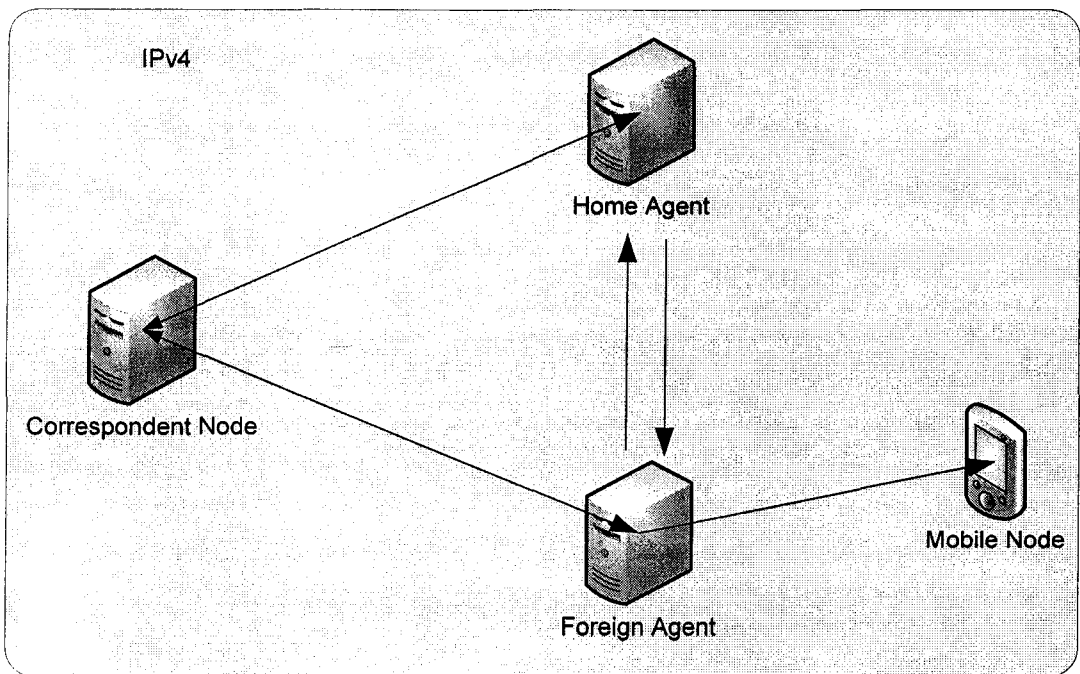 IPv4
Home Agent
Correspondent Node
Mobile Node
Foreign Agent